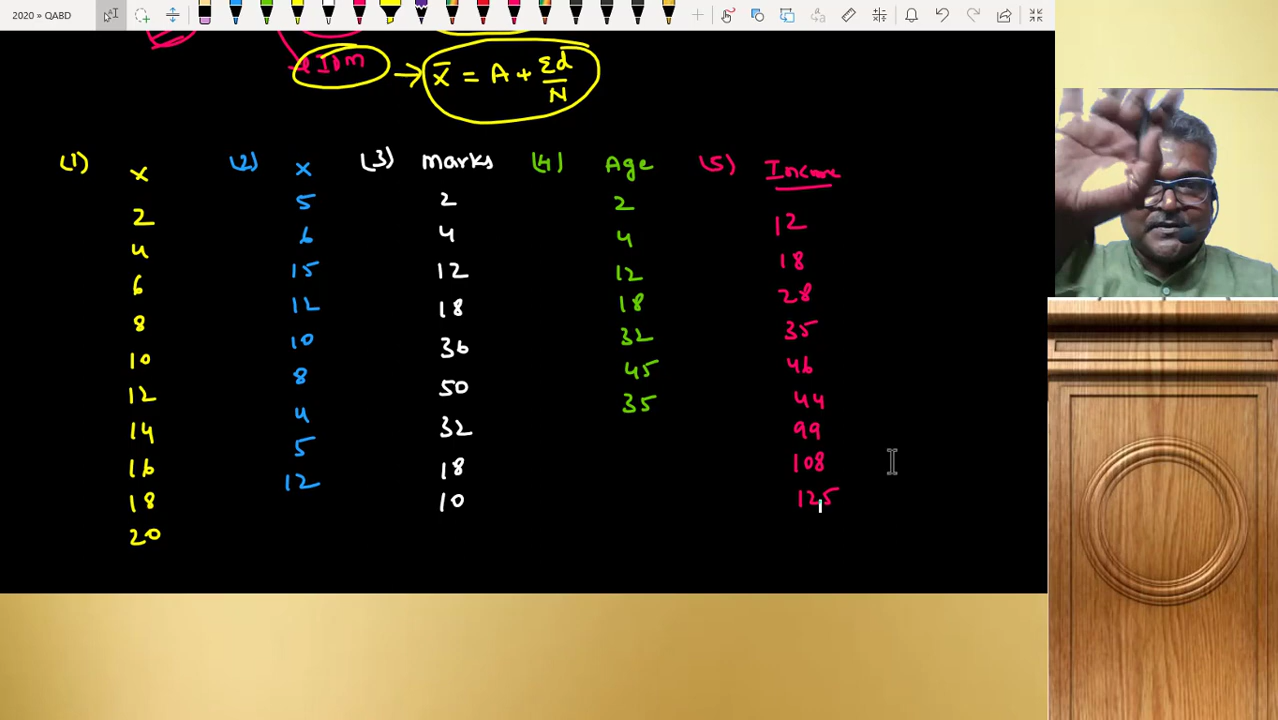 2020 » QABD
IDM → x̄ = A + Σd/N
(1) X (2) X (3) Marks (4) Age (5) Income
2 5 2 2 12
4 6 4 4 18
6 15 12 12 28
8 12 18 18 35
10 10 36 32 46
12 8 50 45 44
14 4 32 35 99
16 5 18 108
18 12 10 125
20